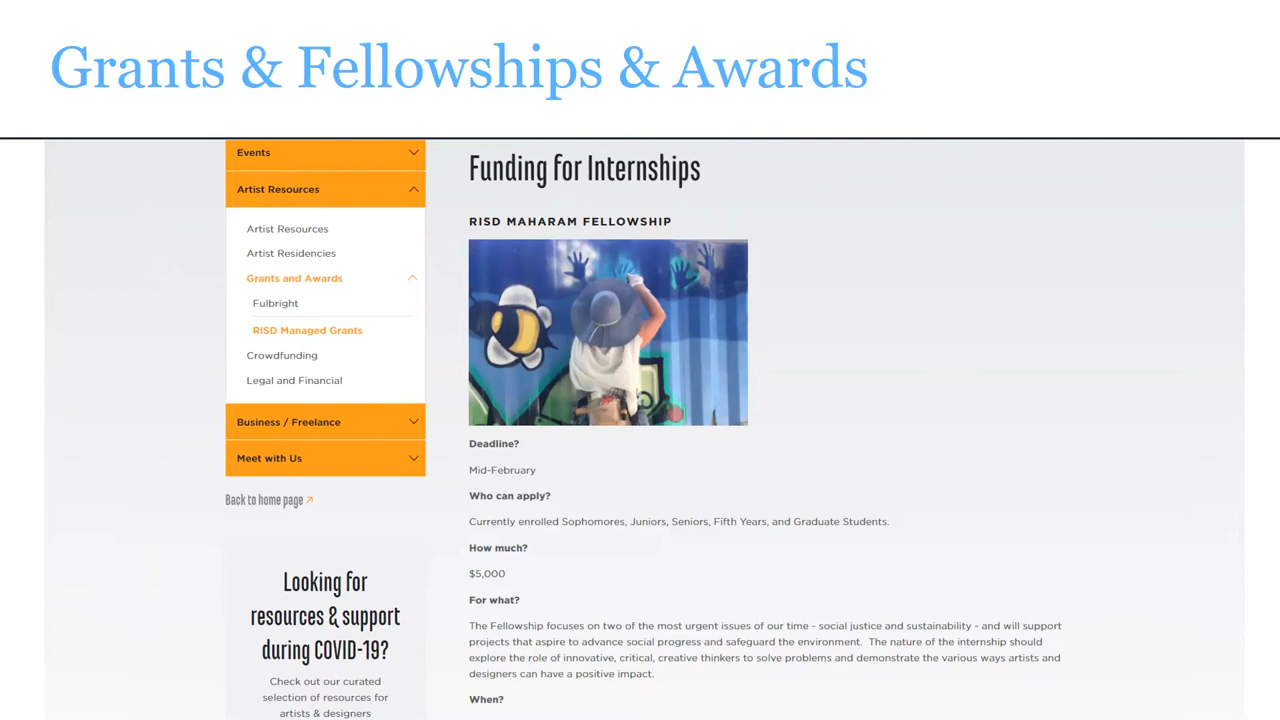 Grants & Fellowships & Awards
Events
Artist Resources
Artist Resources
Artist Residencies
Grants and Awards
Fulbright
RISD Managed Grants
Crowdfunding
Legal and Financial
Business / Freelance
Meet with Us
Back to home page
Looking for
resources & support
during COVID-19?
Check out our curated
selection of resources for
artists & designers
Funding for Internships
RISD MAHARAM FELLOWSHIP
Deadline?
Mid-February
Who can apply?
Currently enrolled Sophomores, Juniors, Seniors, Fifth Years, and Graduate Students.
How much?
$5,000
For what?
The Fellowship focuses on two of the most urgent issues of our time - social justice and sustainability - and will support
projects that aspire to advance social progress and safeguard the environment. The nature of the internship should
explore the role of innovative, critical, creative thinkers to solve problems and demonstrate the various ways artists and
designers can have a positive impact.
When?